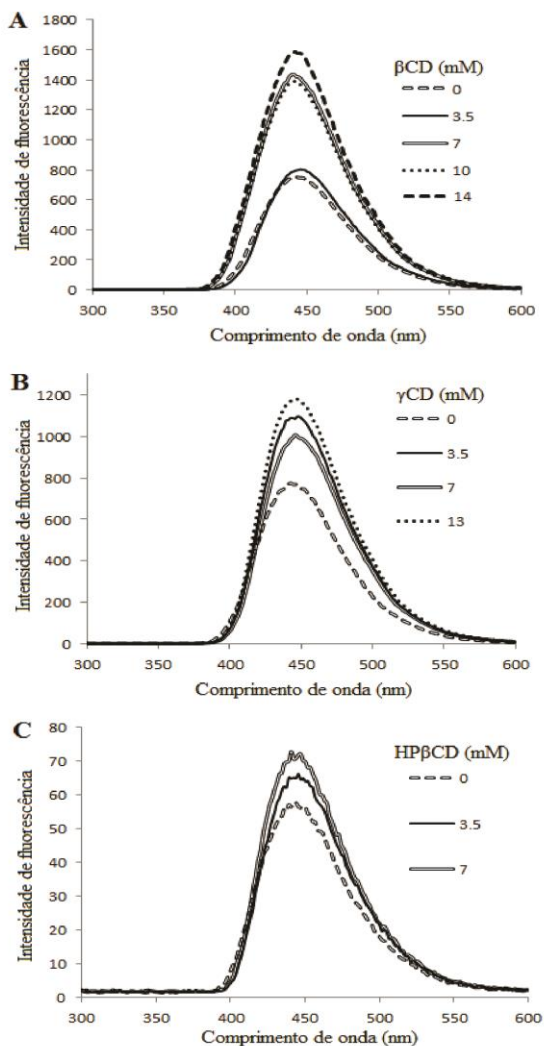 A
1800
1600
1400
1200
1000
800
600
400
200
0
300 350 400 450 500 550 600
Intensidade de fluorescência
Comprimento de onda (nm)
βCD (mM)
0
3.5
7
10
14
B
1200
1000
800
600
400
200
0
300 350 400 450 500 550 600
Intensidade de fluorescência
Comprimento de onda (nm)
γCD (mM)
0
3.5
7
13
C
80
70
60
50
40
30
20
10
0
300 350 400 450 500 550 600
Intensidade de fluorescência
Comprimento de onda (nm)
HPβCD (mM)
0
3.5
7